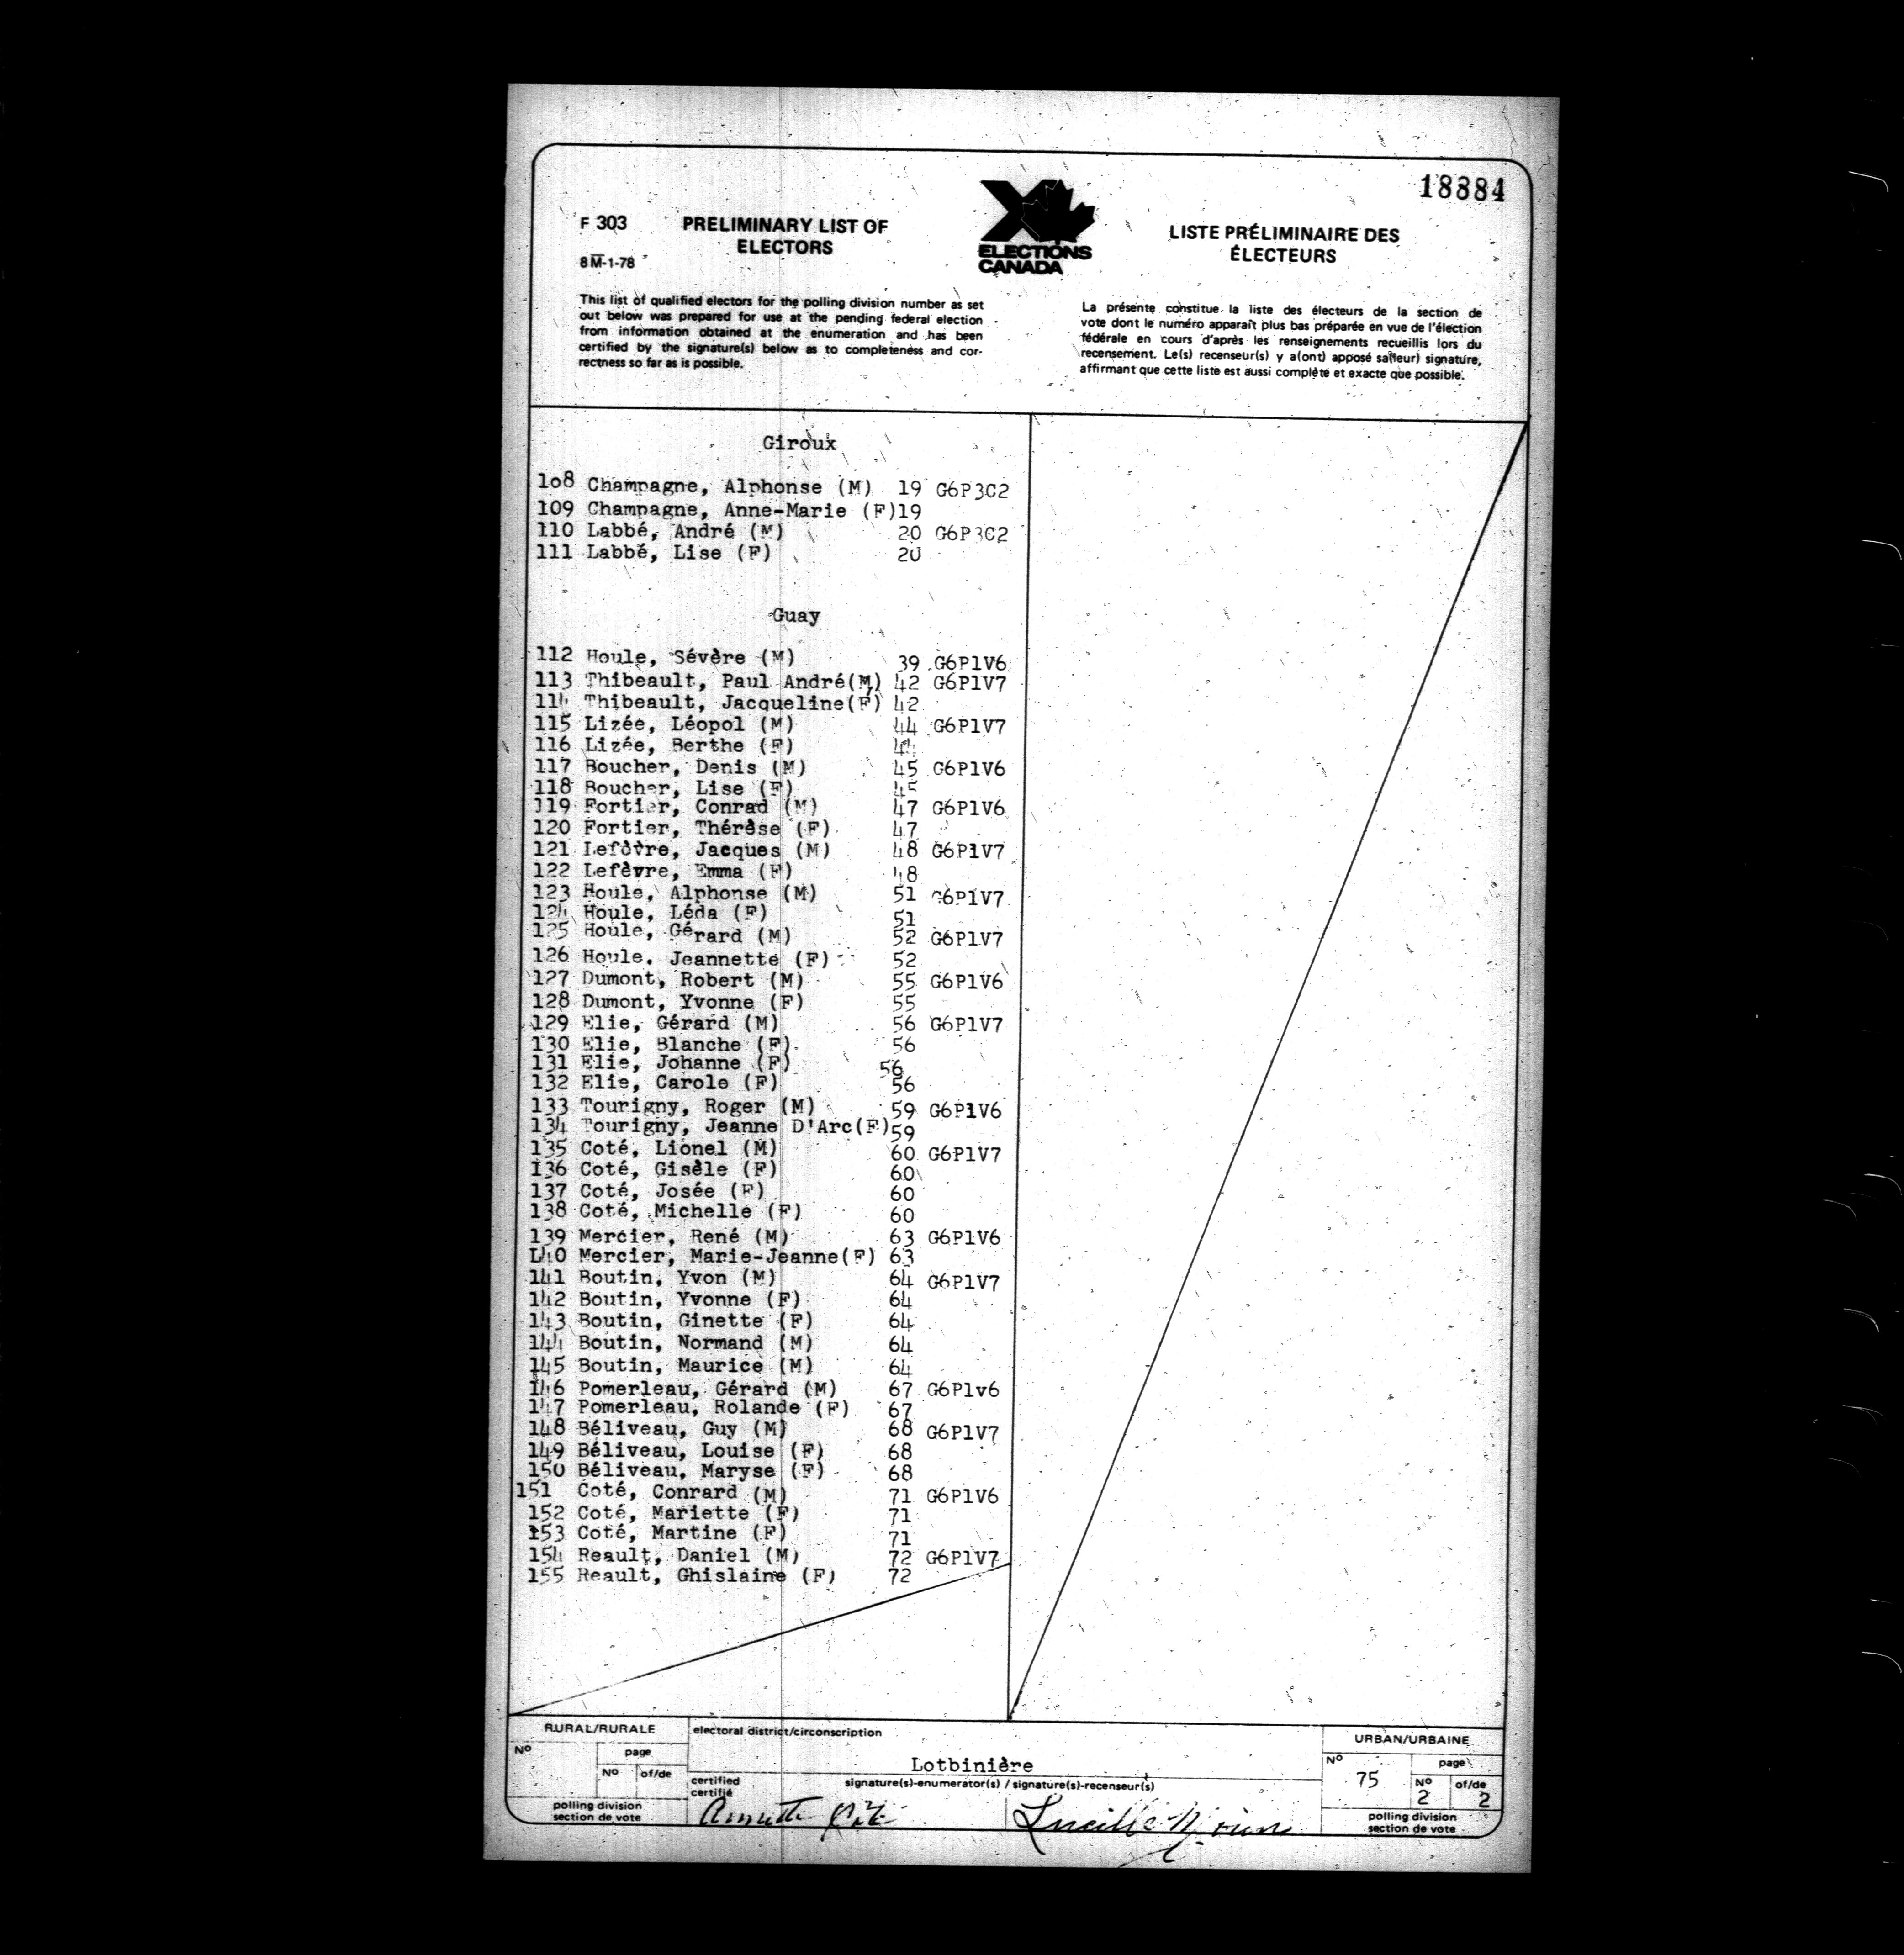 18884
F 303
8M-1-78
PRELIMINARY LIST OF
ELECTORS
ELECTIONS
CANADA
LISTE PRÉLIMINAIRE DES
ÉLECTEURS
This list of qualified electors for the polling division number as set
out below was prepared for use at the pending federal election
from information obtained at the enumeration and has been
certified by the signature(s) below as to completeness and cor-
rectness so far as is possible.
La présente constitue la liste des électeurs de la section de
vote dont le numéro apparaît plus bas préparée en vue de l'élection
fédérale en cours d'après les renseignements recueillis lors du
recensement. Le(s) recenseur(s) y a(ont) apposé sa(leur) signature,
affirmant que cette liste est aussi complète et exacte que possible.
Giroux
1o8 Champagne, Alphonse (M) 19 G6P3C2
109 Champagne, Anne-Marie (F)19
110 Labbé, André (M) 20 G6P3C2
111 Labbé, Lise (F) 20
Guay
112 Houle, Sévère (M) 39 G6P1V6
113 Thibeault, Paul André(M) 42 G6P1V7
114 Thibeault, Jacqueline(F) 42
115 Lizée, Léopol (M) 44 G6P1V7
116 Lizée, Berthe (F) 44
117 Boucher, Denis (M) 45 G6P1V6
118 Boucher, Lise (F) 45
119 Fortier, Conrad (M) 47 G6P1V6
120 Fortier, Thérèse (F) 47
121 Lefèvre, Jacques (M) 48 G6P1V7
122 Lefèvre, Emma (F) 48
123 Houle, Alphonse (M) 51 G6P1V7
124 Houle, Léda (F) 51
125 Houle, Gérard (M) 52 G6P1V7
126 Houle. Jeannette (F) 52
127 Dumont, Robert (M) 55 G6P1V6
128 Dumont, Yvonne (F) 55
129 Elie, Gérard (M) 56 G6P1V7
130 Elie, Blanche (F) 56
131 Elie, Johanne (F) 56
132 Elie, Carole (F) 56
133 Tourigny, Roger (M) 59 G6P1V6
134 Tourigny, Jeanne D'Arc(F) 59
135 Coté, Lionel (M) 60 G6P1V7
136 Coté, Gisèle (F) 60
137 Coté, Josée (F) 60
138 Coté, Michelle (F) 60
139 Mercier, René (M) 63 G6P1V6
140 Mercier, Marie-Jeanne(F) 63
141 Boutin, Yvon (M) 64 G6P1V7
142 Boutin, Yvonne (F) 64
143 Boutin, Ginette (F) 64
144 Boutin, Normand (M) 64
145 Boutin, Maurice (M) 64
146 Pomerleau, Gérard (M) 67 G6P1v6
147 Pomerleau, Rolande (F) 67
148 Béliveau, Guy (M) 68 G6P1V7
149 Béliveau, Louise (F) 68
150 Béliveau, Maryse (F) 68
151 Coté, Conrard (M) 71 G6P1V6
152 Coté, Mariette (F) 71
153 Coté, Martine (F) 71
154 Reault, Daniel (M) 72 G6P1V7
155 Reault, Ghislaine (F) 72
RURAL/RURALE
No
page
No of/de
polling division
section de vote
electoral district/circonscription
Lotbinière
certified
certifié
signature(s)-enumerator(s) / signature(s)-recenseur(s)
Lucille
URBAN/URBAINE
No
75
page
No of/de
2 2
polling division
section de vote